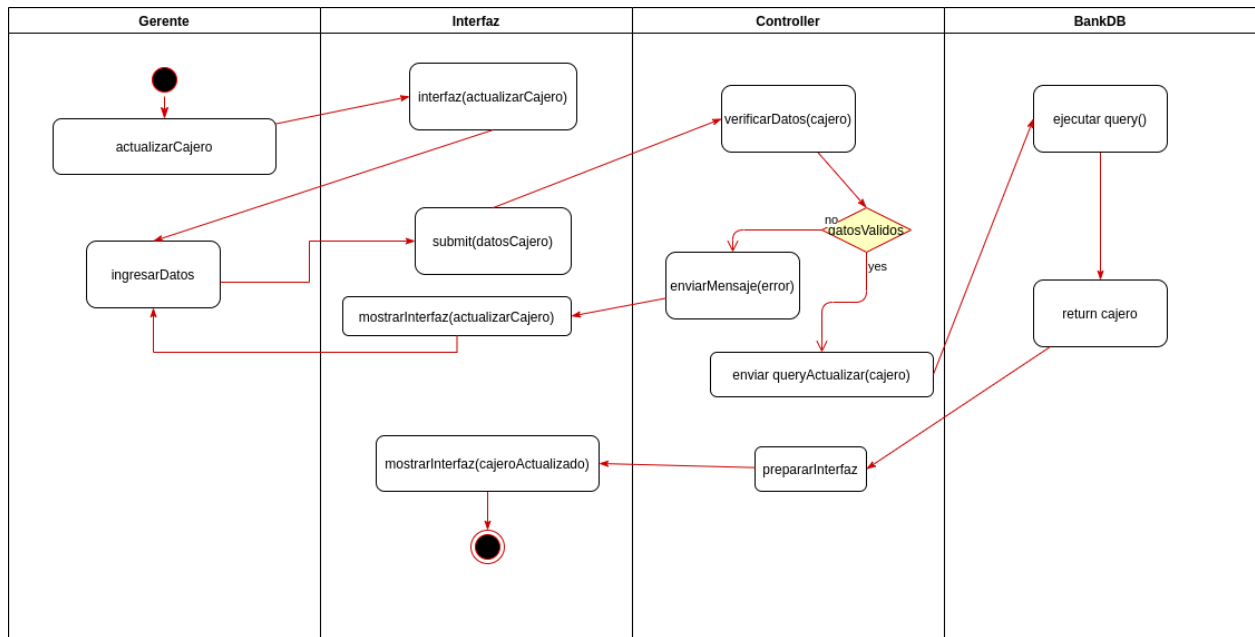 Gerente
Interfaz
Controller
BankDB
interfaz(actualizarCajero)
verificarDatos(cajero)
ejecutar query()
actualizarCajero
no
datosValidos
submit(datosCajero)
yes
ingresarDatos
enviarMensaje(error)
mostrarInterfaz(actualizarCajero)
return cajero
enviar queryActualizar(cajero)
mostrarInterfaz(cajeroActualizado)
prepararInterfaz